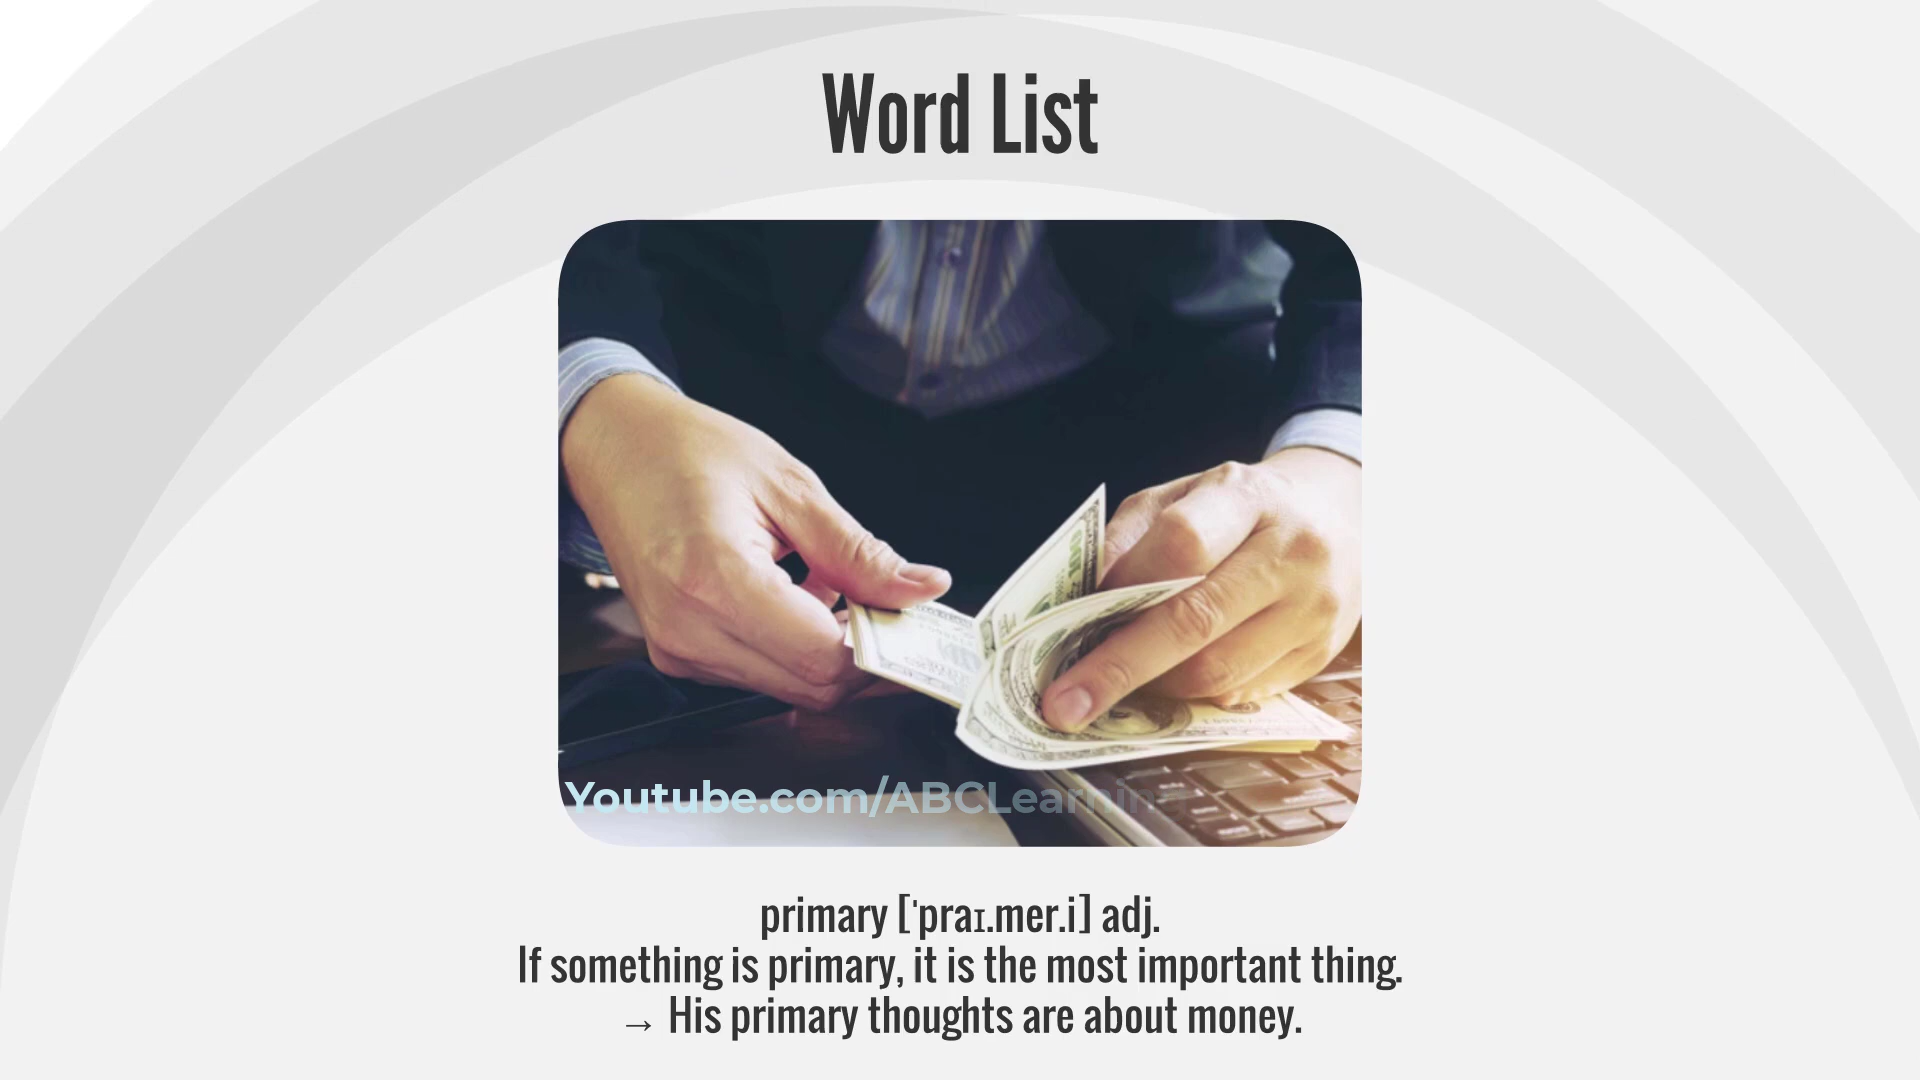 Word List
Youtube.com/ABCLearning
primary [ˈpraɪ.mer.i] adj.
If something is primary, it is the most important thing.
→ His primary thoughts are about money.